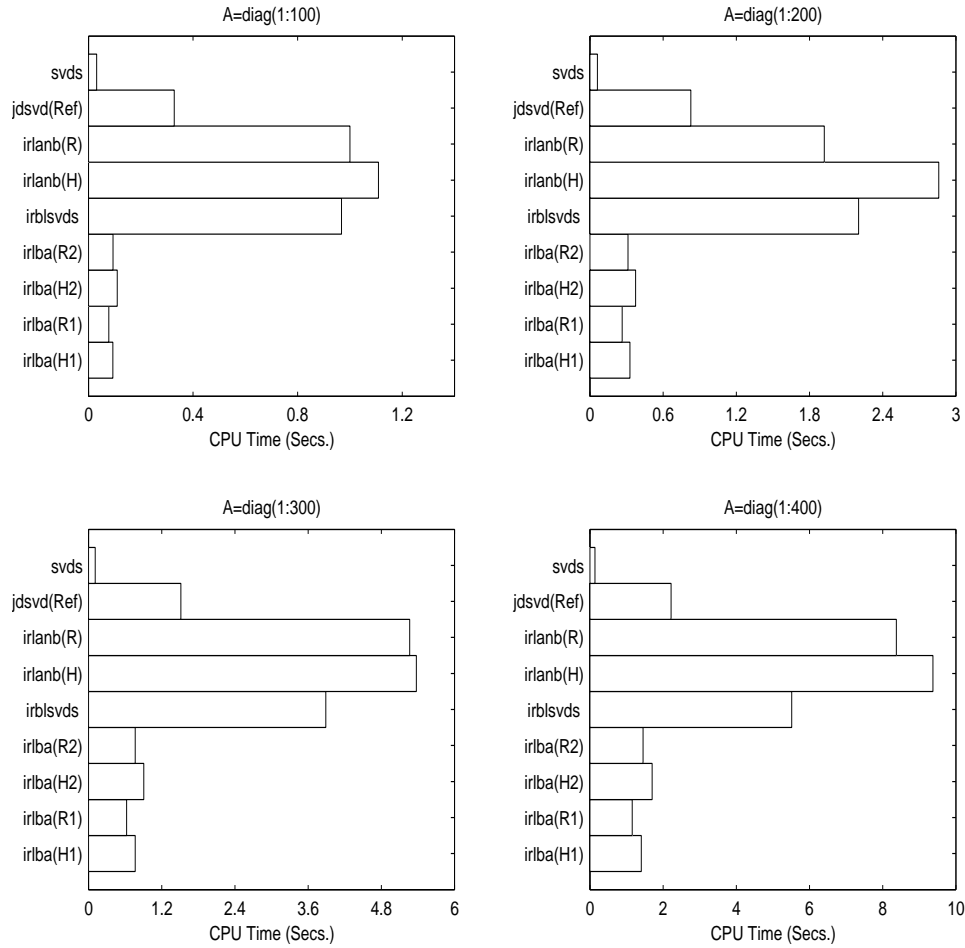 A=diag(1:100)
svds
jdsvd(Ref)
irlanb(R)
irlanb(H)
irblsvds
irlba(R2)
irlba(H2)
irlba(R1)
irlba(H1)
0 0.4 0.8 1.2
CPU Time (Secs.)
A=diag(1:200)
svds
jdsvd(Ref)
irlanb(R)
irlanb(H)
irblsvds
irlba(R2)
irlba(H2)
irlba(R1)
irlba(H1)
0 0.6 1.2 1.8 2.4 3
CPU Time (Secs.)
A=diag(1:300)
svds
jdsvd(Ref)
irlanb(R)
irlanb(H)
irblsvds
irlba(R2)
irlba(H2)
irlba(R1)
irlba(H1)
0 1.2 2.4 3.6 4.8 6
CPU Time (Secs.)
A=diag(1:400)
svds
jdsvd(Ref)
irlanb(R)
irlanb(H)
irblsvds
irlba(R2)
irlba(H2)
irlba(R1)
irlba(H1)
0 2 4 6 8 10
CPU Time (Secs.)